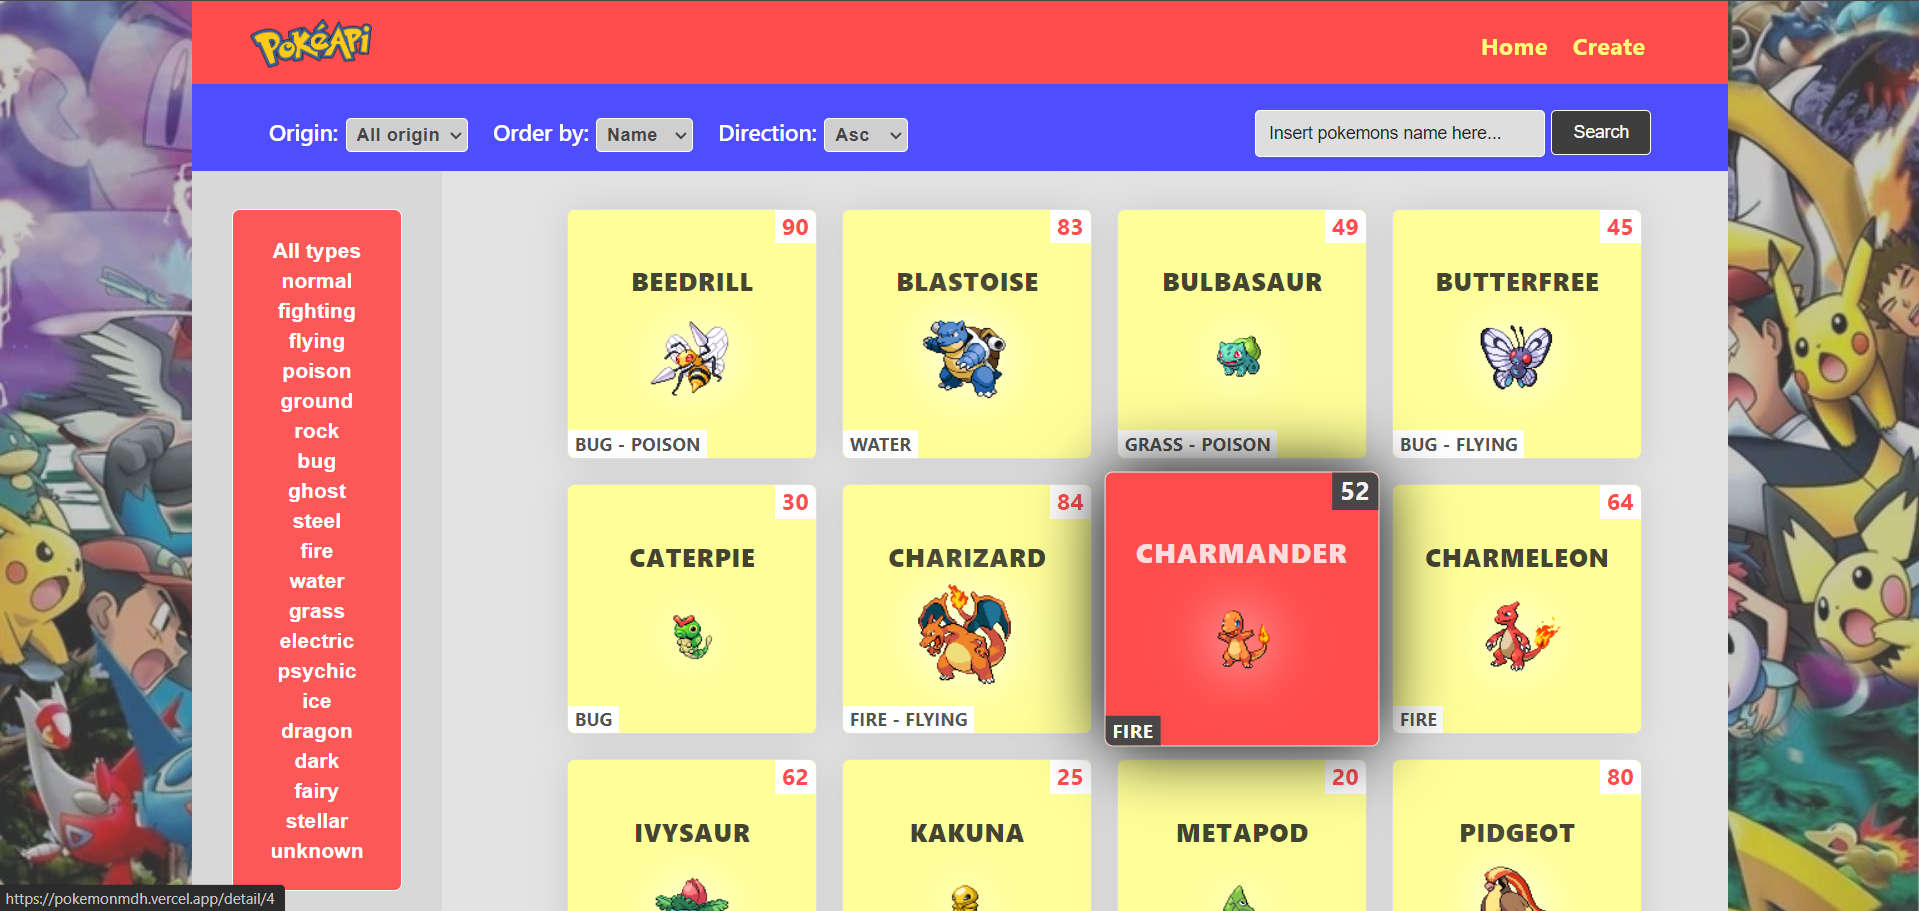 PokéApi
Home Create
Origin: All origin Order by: Name Direction: Asc
Insert pokemons name here... Search
All types
normal
fighting
flying
poison
ground
rock
bug
ghost
steel
fire
water
grass
electric
psychic
ice
dragon
dark
fairy
stellar
unknown
90
BEEDRILL
BUG - POISON
83
BLASTOISE
WATER
49
BULBASAUR
GRASS - POISON
45
BUTTERFREE
BUG - FLYING
30
CATERPIE
BUG
84
CHARIZARD
FIRE - FLYING
52
CHARMANDER
FIRE
64
CHARMELEON
FIRE
62
IVYSAUR
25
KAKUNA
20
METAPOD
80
PIDGEOT
https://pokemonmdh.vercel.app/detail/4